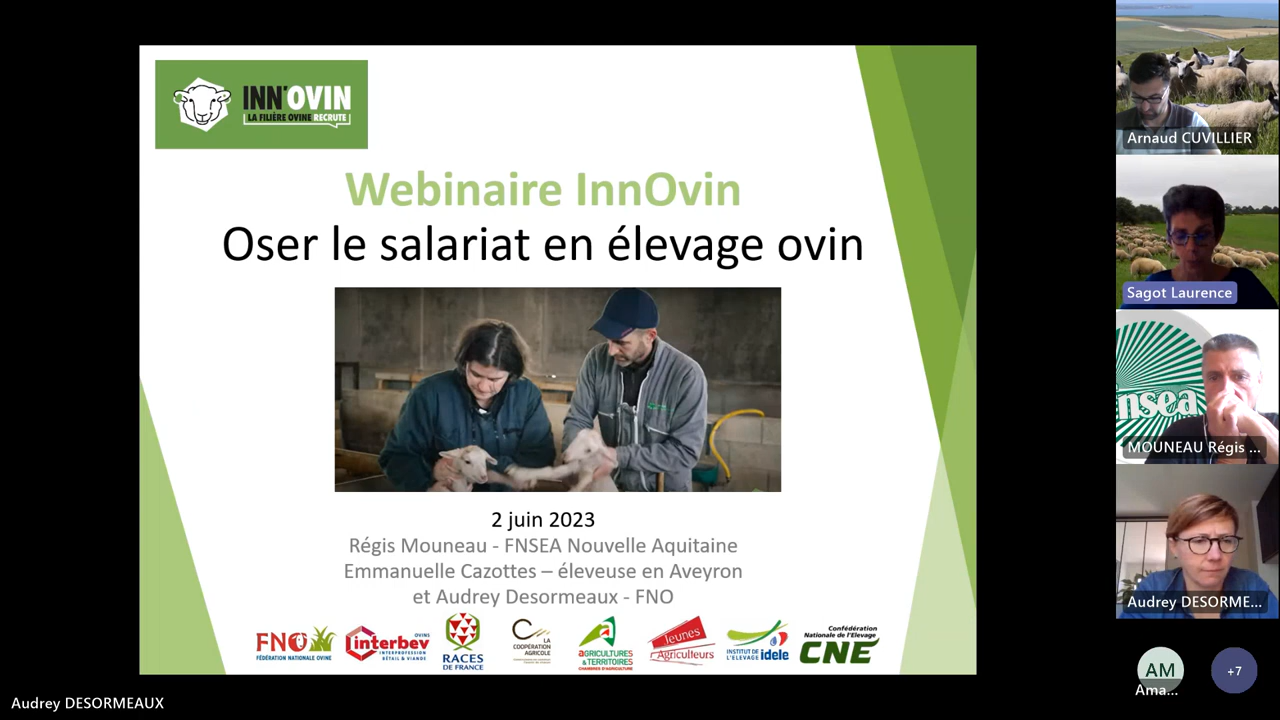 INN'OVIN
LA FILIÈRE OVINE RECRUTE
Webinaire InnOvin
Oser le salariat en élevage ovin
2 juin 2023
Régis Mouneau - FNSEA Nouvelle Aquitaine
Emmanuelle Cazottes – éleveuse en Aveyron
et Audrey Desormeaux - FNO
FNO
FÉDÉRATION NATIONALE OVINE
OVINS
interbev
INTERPROFESSION
BÉTAIL & VIANDE
RACES
DE FRANCE
LA
COOPÉRATION
AGRICOLE
AGRICULTURES
& TERRITOIRES
CHAMBRES D'AGRICULTURE
Jeunes
Agriculteurs
INSTITUT DE
L'ELEVAGE idele
Confédération
Nationale de l'Elevage
CNE
Arnaud CUVILLIER
Sagot Laurence
fnsea
MOUNEAU Régis ...
Audrey DESORME...
AM
Ama...
+7
Audrey DESORMEAUX